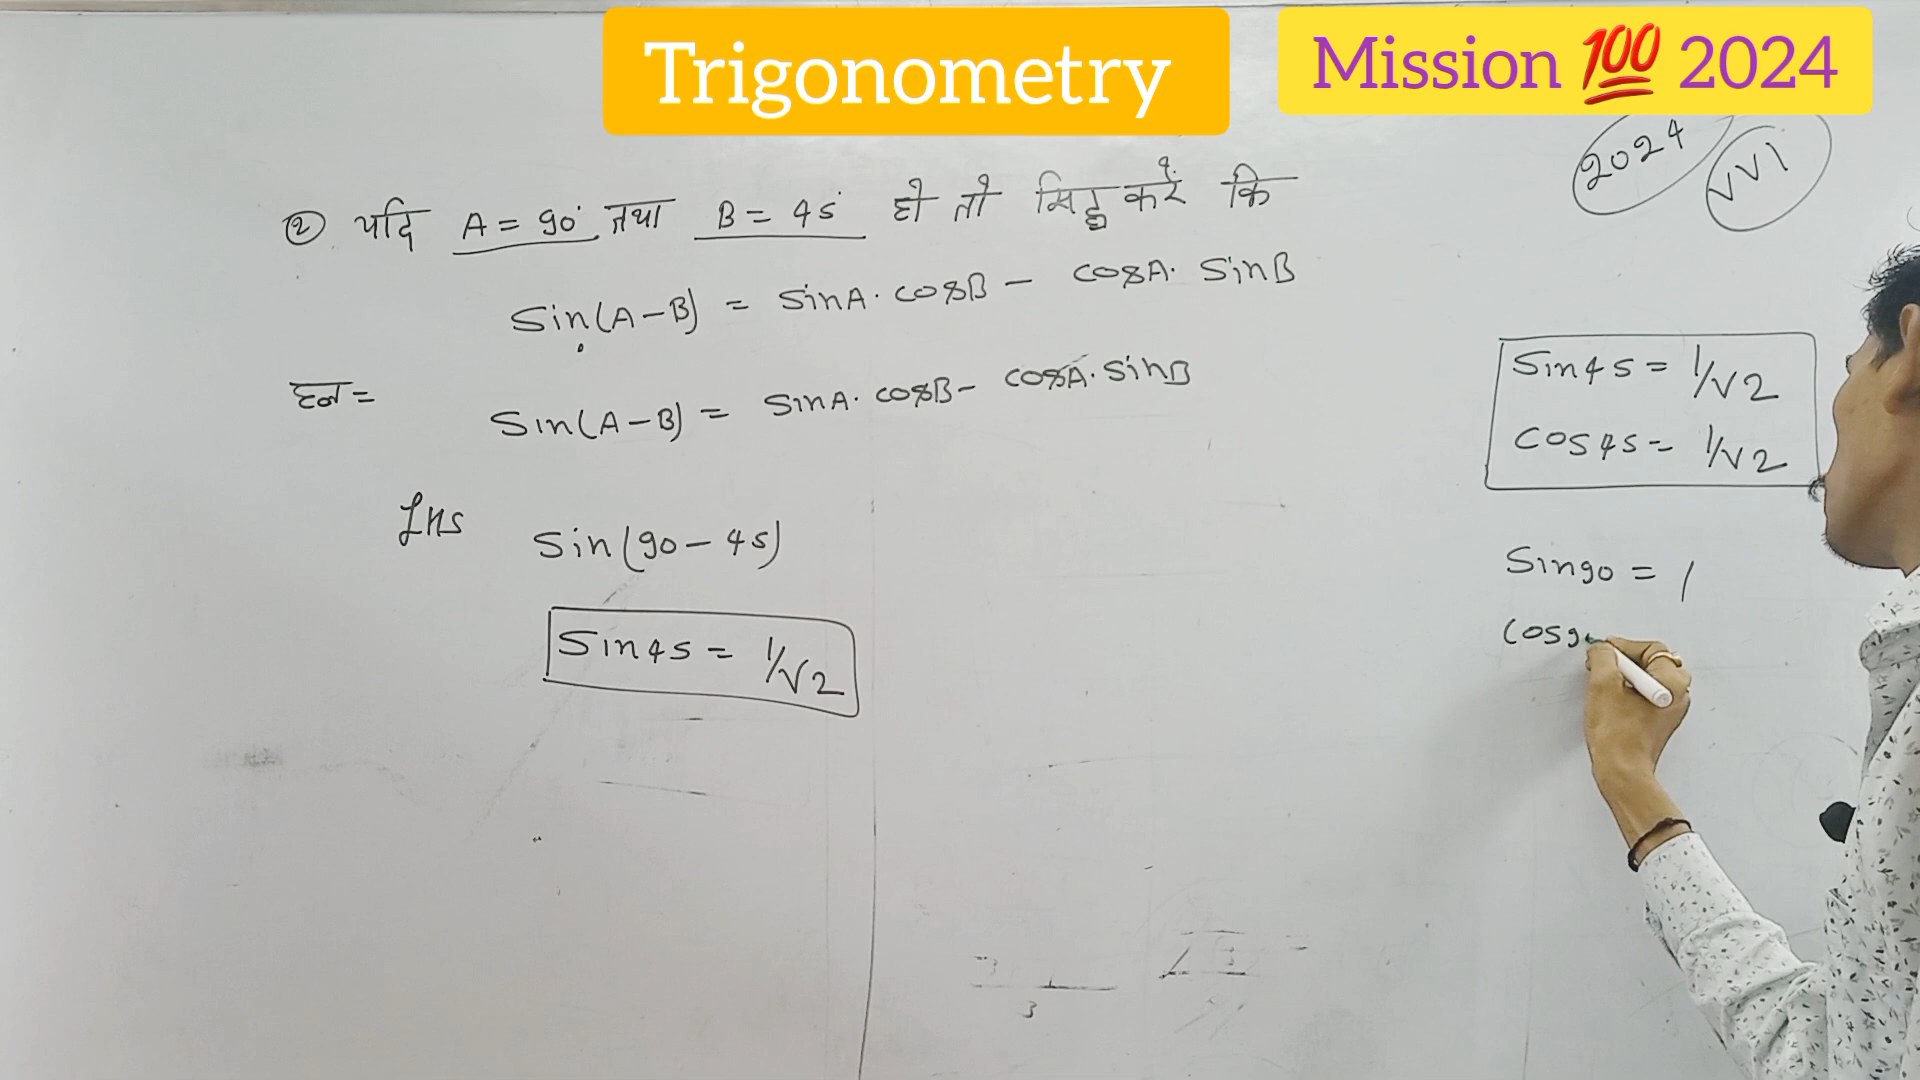 Trigonometry
Mission 💯 2024
2024
VVI
② यदि A = 90° तथा B = 45° हो तो सिद्ध करें कि
Sin(A-B) = SinA. cosB - cosA. SinB
हल =
Sin(A-B) = SinA. cosB - cosA. SinB
LHS
Sin(90-45)
Sin45 = 1/√2
Sin45 = 1/√2
cos45 = 1/√2
Sin90 = 1
cos9